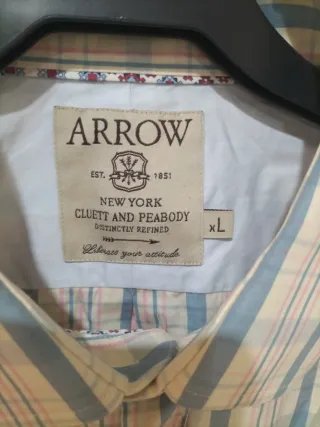 ARROW
EST. 1851
NEW YORK
CLUETT AND PEABODY
DISTINCTLY REFINED
Liberate your attitude
xL